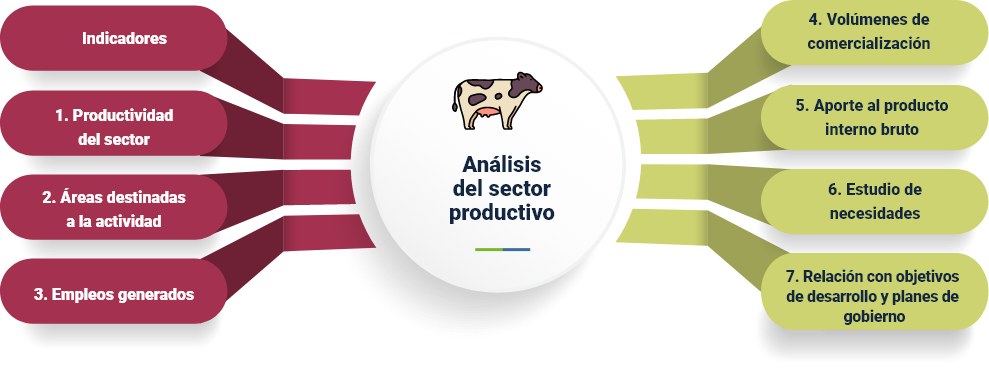 Indicadores
1. Productividad
del sector
2. Áreas destinadas
a la actividad
3. Empleos generados
Análisis
del sector
productivo
4. Volúmenes de
comercialización
5. Aporte al producto
interno bruto
6. Estudio de
necesidades
7. Relación con objetivos
de desarrollo y planes de
gobierno